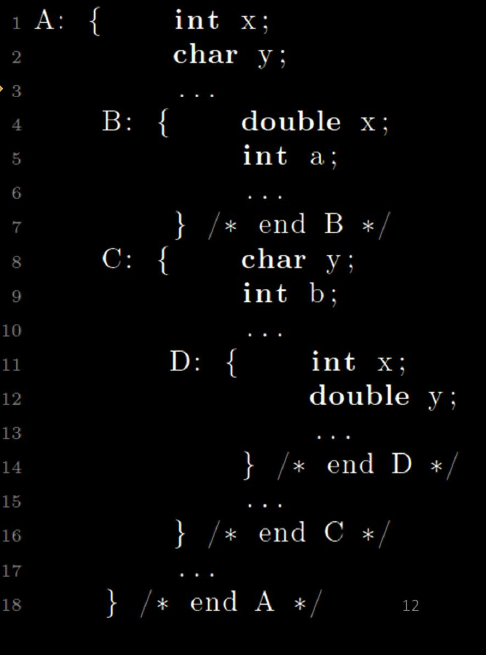 1 A: {     int x;
2          char y;
3          ...
4     B: {     double x;
5              int a;
6              ...
7          } /* end B */
8     C: {     char y;
9              int b;
10             ...
11         D: {     int x;
12                  double y;
13                  ...
14             } /* end D */
15             ...
16         } /* end C */
17         ...
18    } /* end A */     12